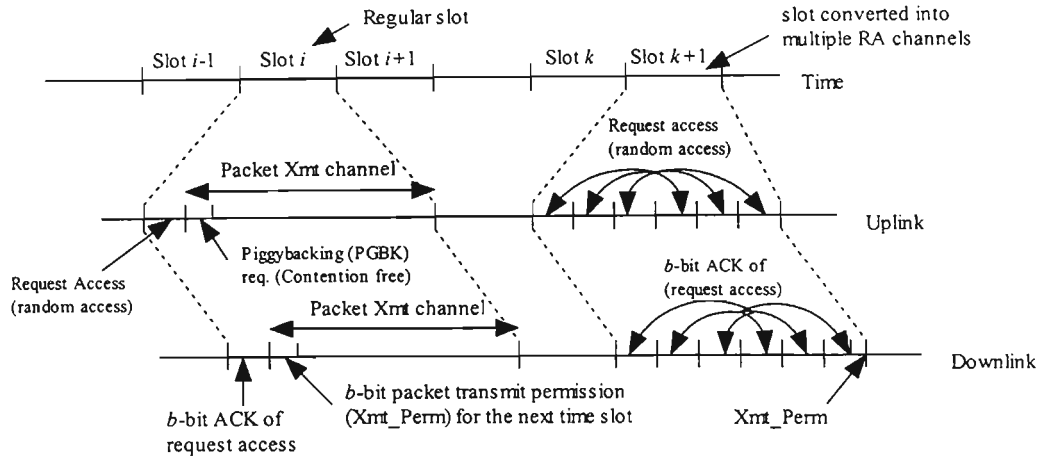 Regular slot
slot converted into
multiple RA channels
Slot i-1
Slot i
Slot i+1
Slot k
Slot k+1
Time
Request access
(random access)
Packet Xmt channel
Uplink
Piggybacking (PGBK)
req. (Contention free)
Request Access
(random access)
b-bit ACK of
(request access)
Packet Xmt channel
Downlink
b-bit packet transmit permission
(Xmt_Perm) for the next time slot
Xmt_Perm
b-bit ACK of
request access